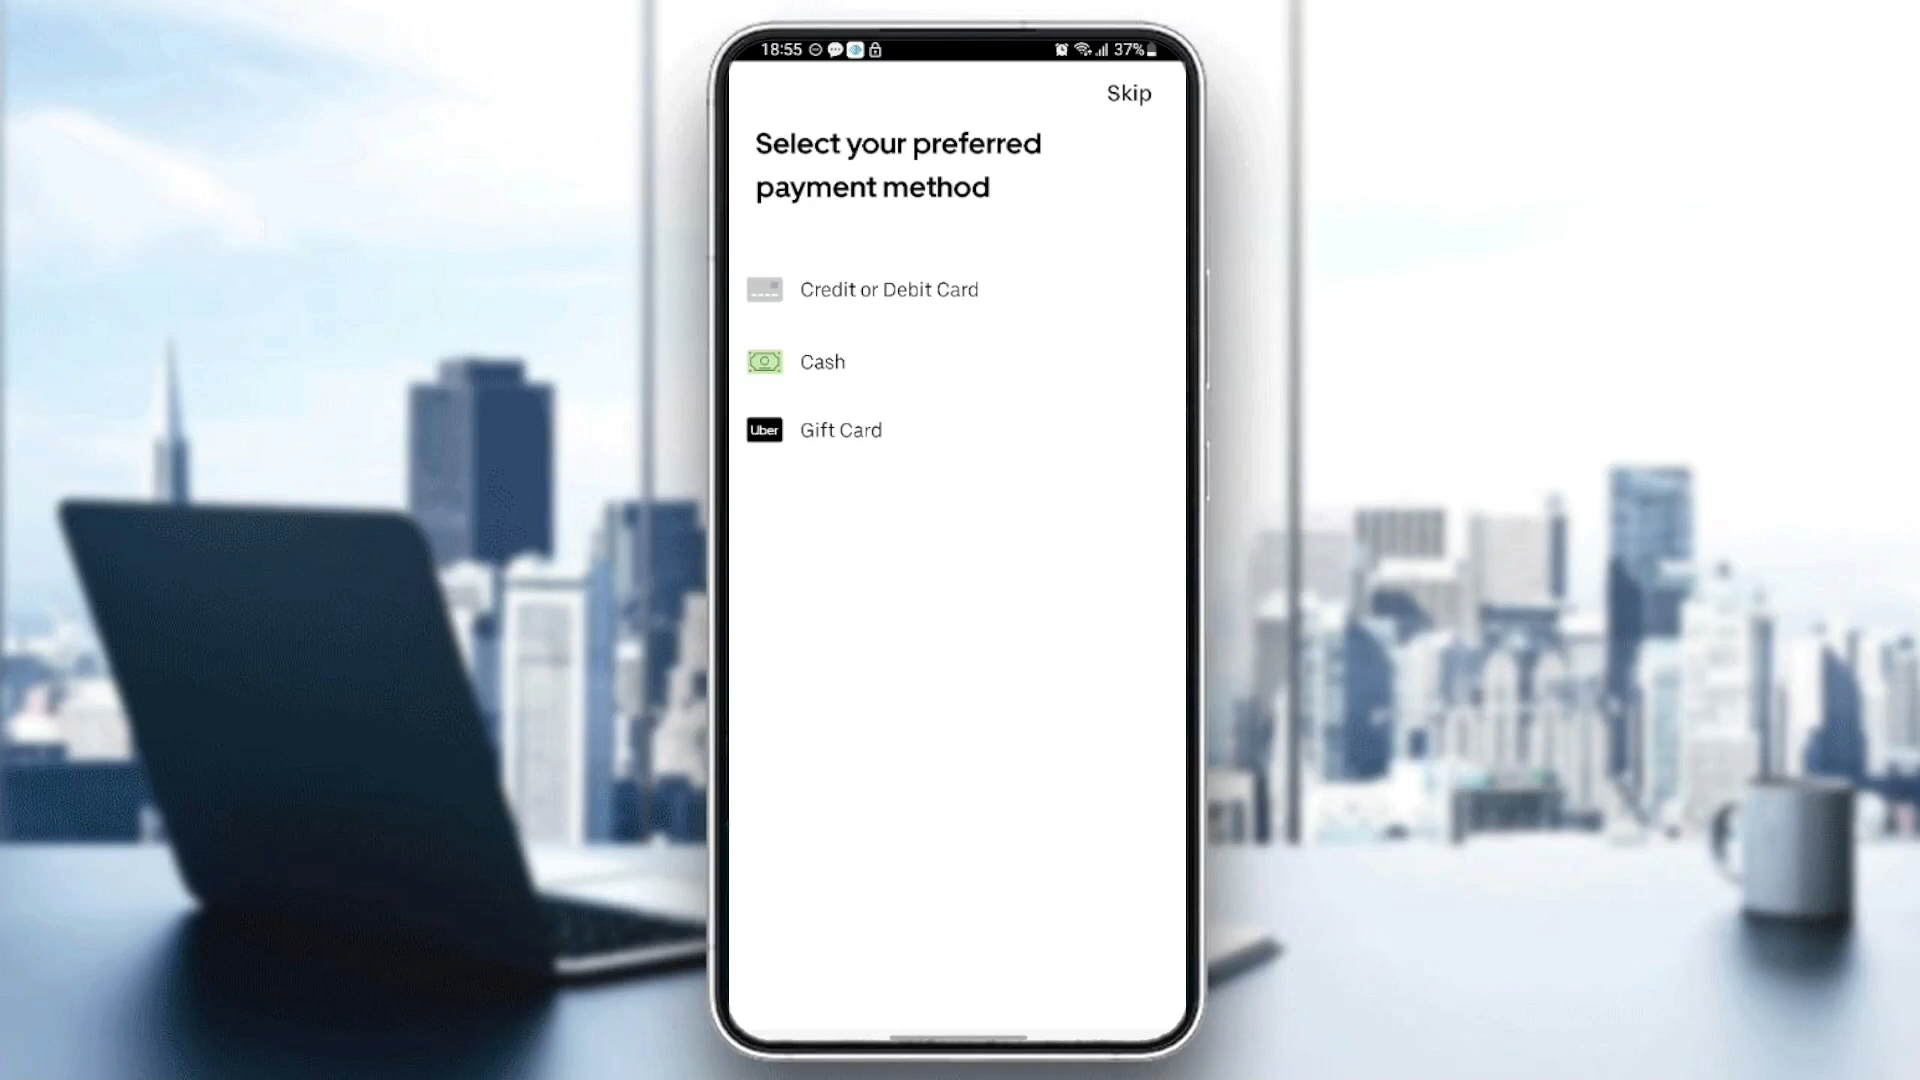 18:55
37%
Skip
Select your preferred
payment method
Credit or Debit Card
Cash
Uber
Gift Card